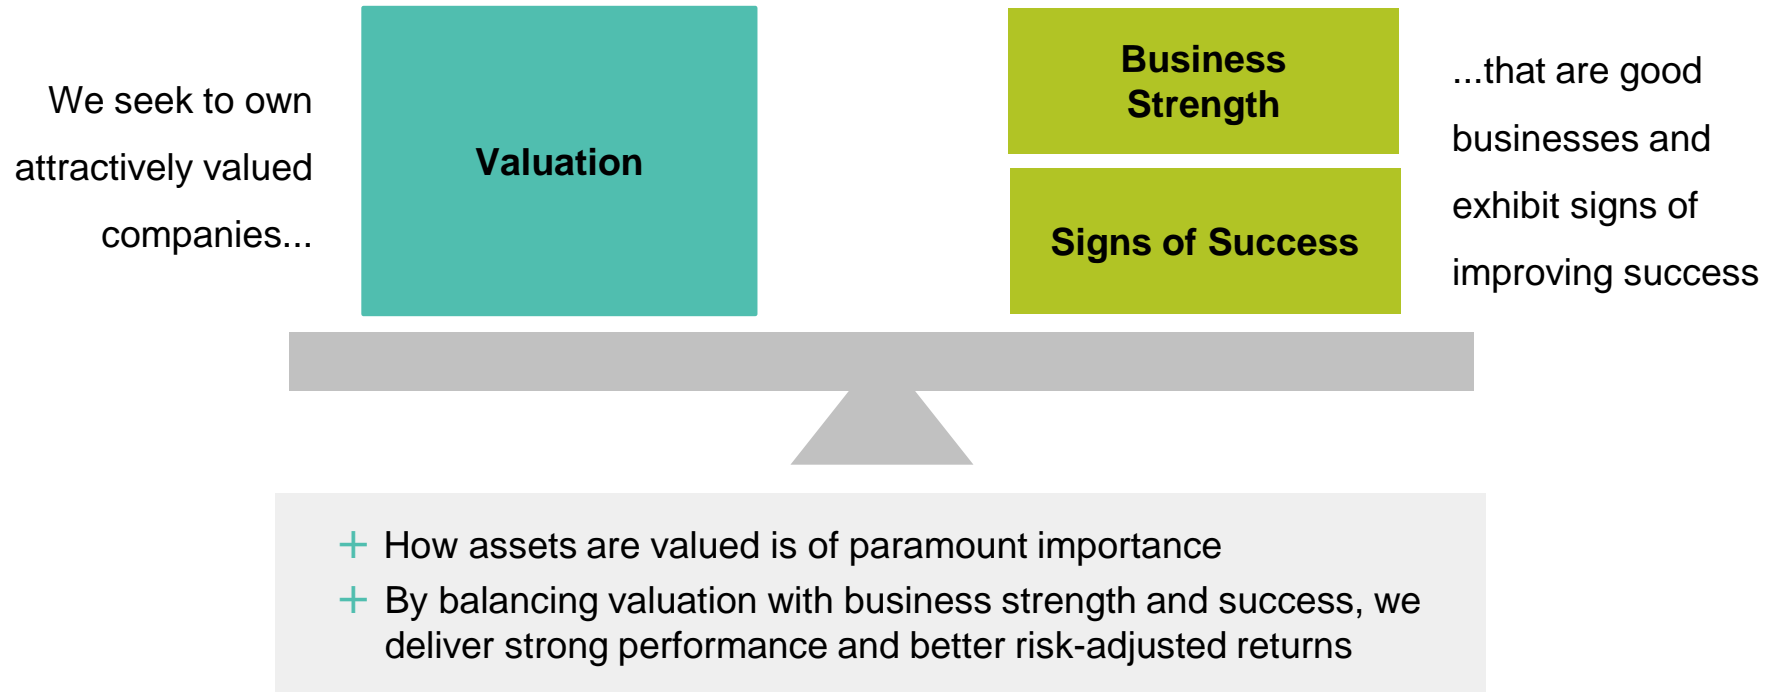 We seek to own
attractively valued
companies...
Valuation
Business
Strength
Signs of Success
...that are good
businesses and
exhibit signs of
improving success
+ How assets are valued is of paramount importance
+ By balancing valuation with business strength and success, we
deliver strong performance and better risk-adjusted returns